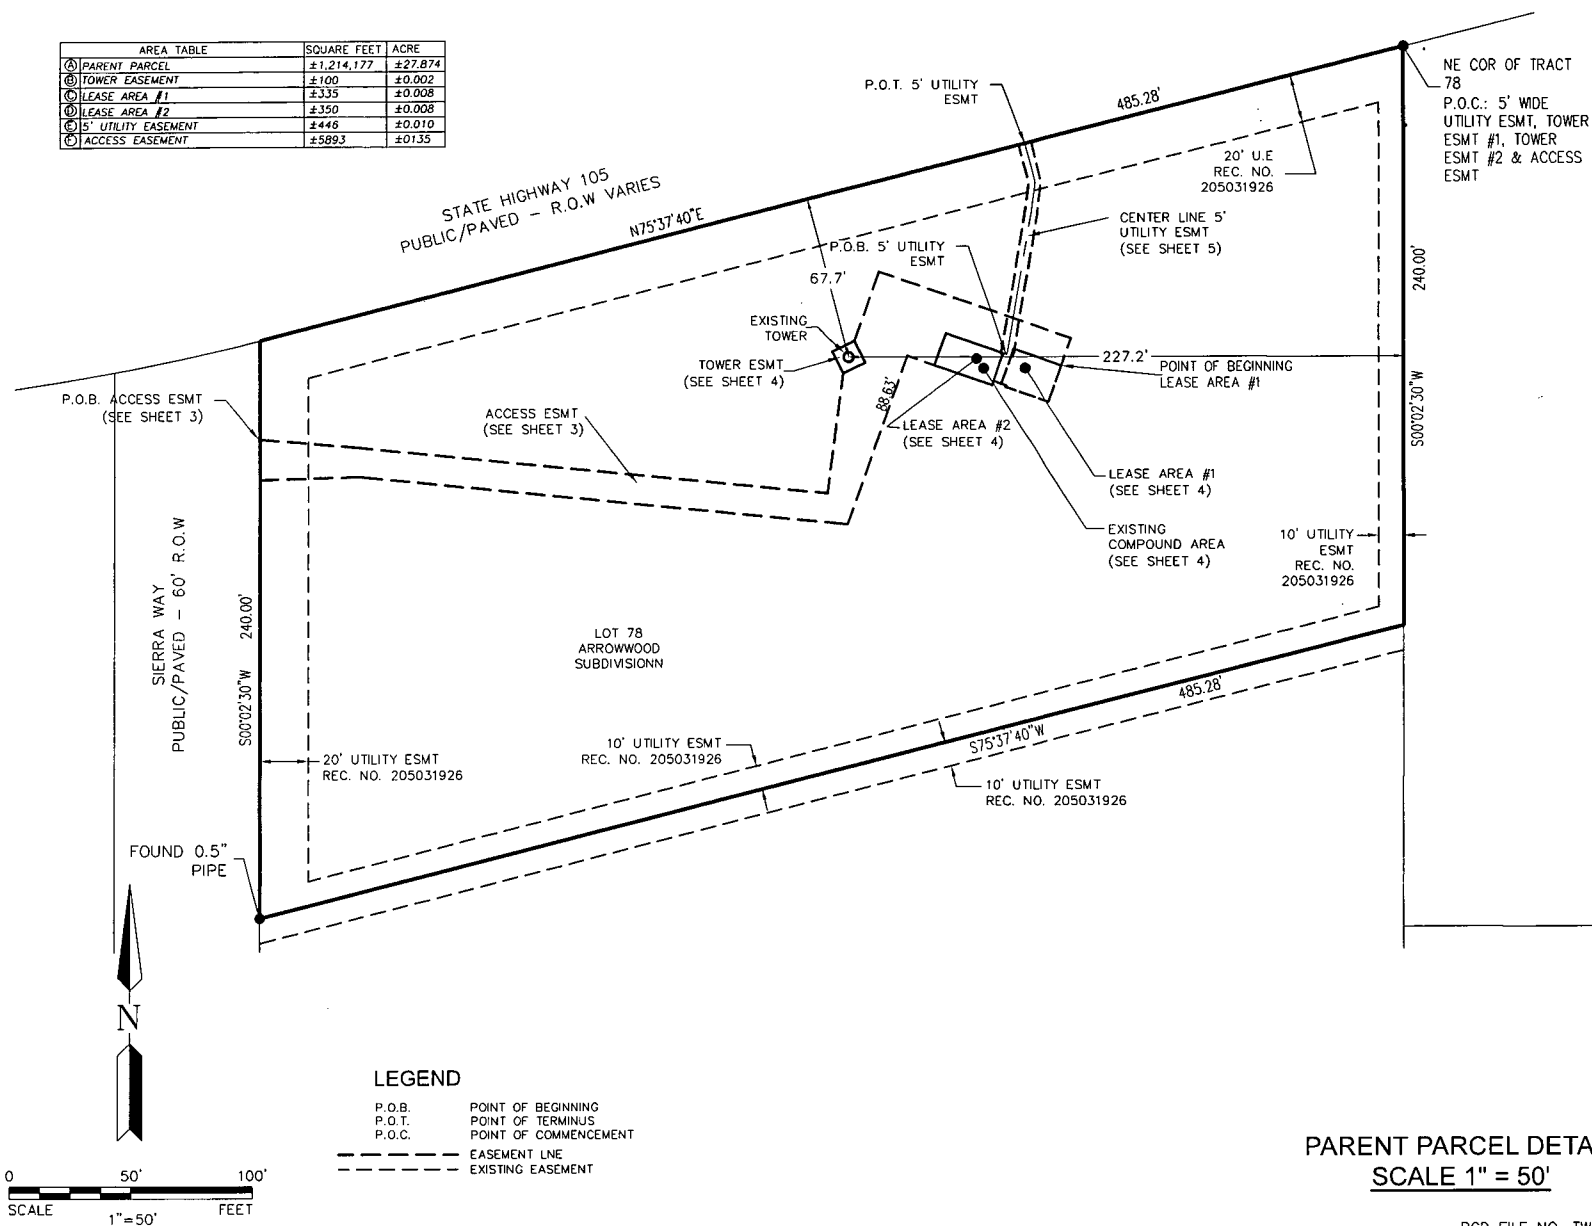 AREA TABLE SQUARE FEET ACRE
Ⓐ PARENT PARCEL ±1,214,177 ±27.874
Ⓑ TOWER EASEMENT ±100 ±0.002
Ⓒ LEASE AREA #1 ±335 ±0.008
Ⓓ LEASE AREA #2 ±350 ±0.008
Ⓔ 5' UTILITY EASEMENT ±446 ±0.010
Ⓕ ACCESS EASEMENT ±5893 ±0135
NE COR OF TRACT
78
P.O.C.: 5' WIDE
UTILITY ESMT, TOWER
ESMT #1, TOWER
ESMT #2 & ACCESS
ESMT
P.O.T. 5' UTILITY
ESMT
485.28'
20' U.E
REC. NO.
205031926
STATE HIGHWAY 105
PUBLIC/PAVED - R.O.W VARIES
N75°37'40"E
CENTER LINE 5'
UTILITY ESMT
(SEE SHEET 5)
P.O.B. 5' UTILITY
ESMT
67.7'
240.00'
S00°02'30"W
EXISTING
TOWER
TOWER ESMT
(SEE SHEET 4)
227.2'
POINT OF BEGINNING
LEASE AREA #1
88.63'
P.O.B. ACCESS ESMT
(SEE SHEET 3)
ACCESS ESMT
(SEE SHEET 3)
LEASE AREA #2
(SEE SHEET 4)
LEASE AREA #1
(SEE SHEET 4)
EXISTING
COMPOUND AREA
(SEE SHEET 4)
10' UTILITY
ESMT
REC. NO.
205031926
SIERRA WAY
PUBLIC/PAVED - 60' R.O.W
S00°02'30"W 240.00'
LOT 78
ARROWWOOD
SUBDIVISIONN
485.28'
S75°37'40"W
20' UTILITY ESMT
REC. NO. 205031926
10' UTILITY ESMT
REC. NO. 205031926
10' UTILITY ESMT
REC. NO. 205031926
FOUND 0.5"
PIPE
N
LEGEND
P.O.B. POINT OF BEGINNING
P.O.T. POINT OF TERMINUS
P.O.C. POINT OF COMMENCEMENT
EASEMENT LNE
EXISTING EASEMENT
0 50' 100'
SCALE 1"=50' FEET
PARENT PARCEL DETA
SCALE 1" = 50'